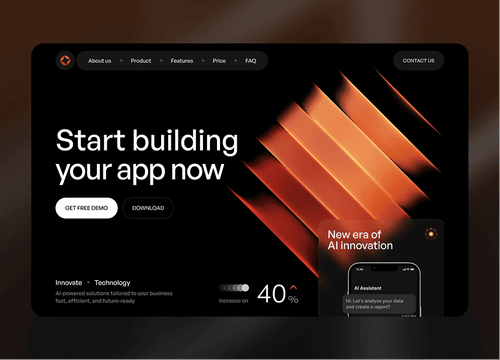 About us
Product
Features
Price
FAQ
CONTACT US
Start building
your app now
GET FREE DEMO
DOWNLOAD
New era of
AI innovation
AI Assistant
Hi, Let's analyze your data
and create a report?
Innovate
Technology
AI-powered solutions tailored to your business
fast, efficient, and future-ready
Increase on
40%